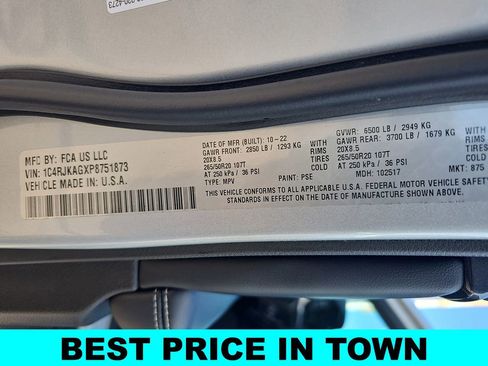 020-4273
MFD BY: FCA US LLC
VIN: 1C4RJKAGXP8751873
VEHICLE MADE IN: U.S.A.
DATE OF MFR (BUILT): 10-22
GAWR FRONT: 2850 LB / 1293 KG WITH
20X8.5 RIMS
265/50R20 107T TIRES
AT 250 kPa / 36 PSI COLD
TYPE: MPV PAINT: PSE
GVWR: 6500 LB / 2949 KG
GAWR REAR: 3700 LB / 1679 KG WITH
20X8.5 RIMS
265/50R20 107T TIRES
AT 250 kPa / 36 PSI COLD
MDH: 102517 MKT: 875
THIS VEHICLE CONFORMS TO ALL APPLICABLE U.S.A. FEDERAL MOTOR VEHICLE SAFETY
STANDARDS IN EFFECT ON THE DATE OF MANUFACTURE SHOWN ABOVE.
BEST PRICE IN TOWN